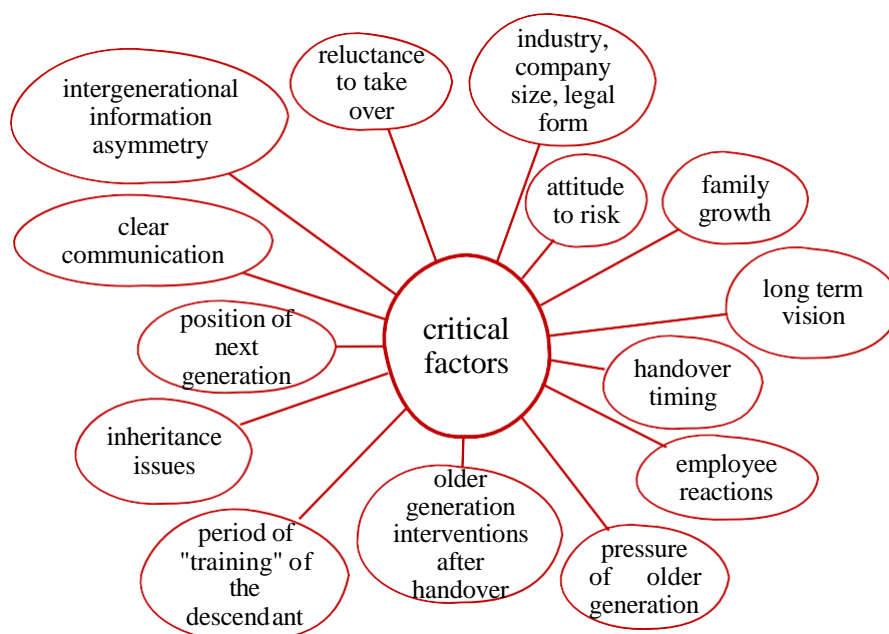 reluctance
to take
over
industry,
company
size, legal
form
intergenerational
information
asymmetry
attitude
to risk
family
growth
clear
communication
long term
vision
critical
factors
position of
next
generation
handover
timing
inheritance
issues
employee
reactions
period of
"training" of
the
descendant
older
generation
interventions
after
handover
pressure
of older
generation